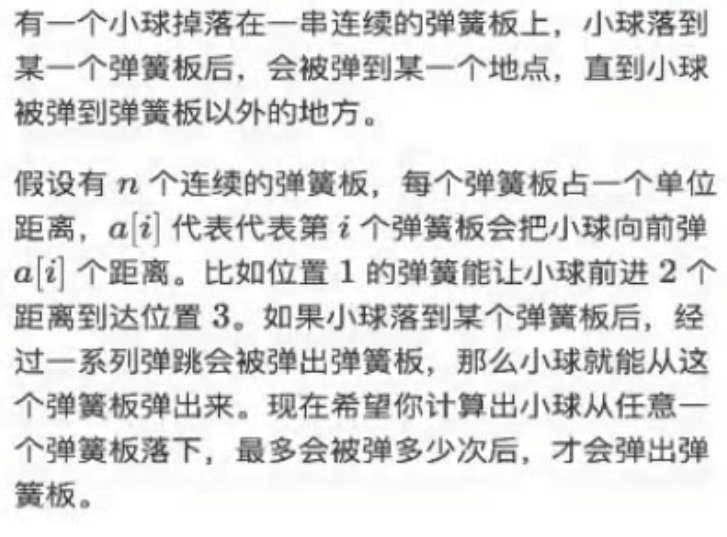 有一个小球掉落在一串连续的弹簧板上，小球落到
某一个弹簧板后，会被弹到某一个地点，直到小球
被弹到弹簧板以外的地方。
假设有 n 个连续的弹簧板，每个弹簧板占一个单位
距离，a[i] 代表代表第 i 个弹簧板会把小球向前弹
a[i] 个距离。比如位置 1 的弹簧能让小球前进 2 个
距离到达位置 3。如果小球落到某个弹簧板后，经
过一系列弹跳会被弹出弹簧板，那么小球就能从这
个弹簧板弹出来。现在希望你计算出小球从任意一
个弹簧板落下，最多会被弹多少次后，才会弹出弹
簧板。